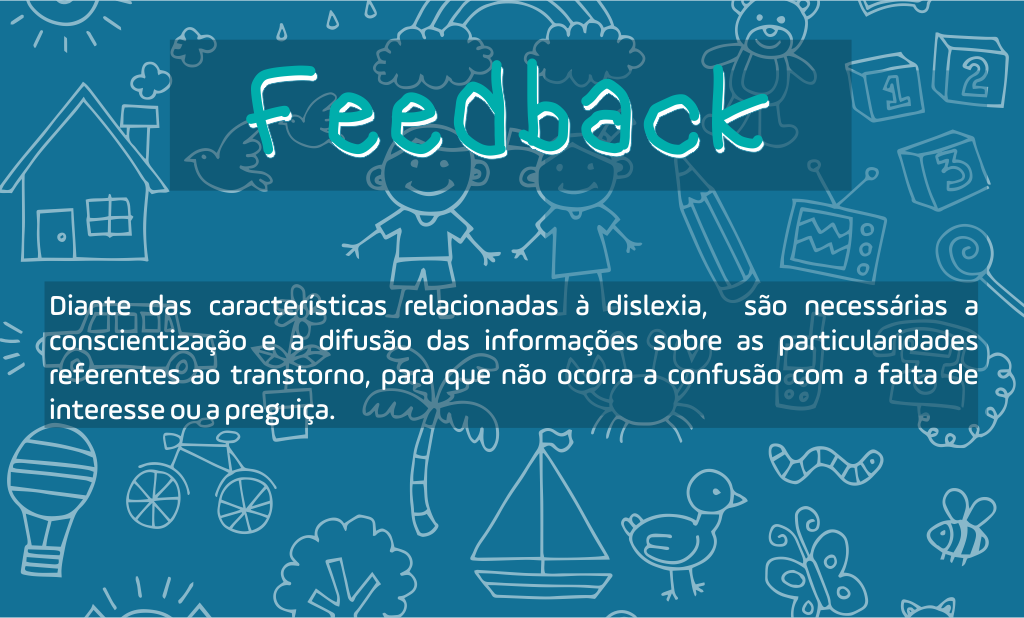 Feedback
1
2
3
Diante das características relacionadas à dislexia, são necessárias a
conscientização e a difusão das informações sobre as particularidades
referentes ao transtorno, para que não ocorra a confusão com a falta de
interesse ou a preguiça.